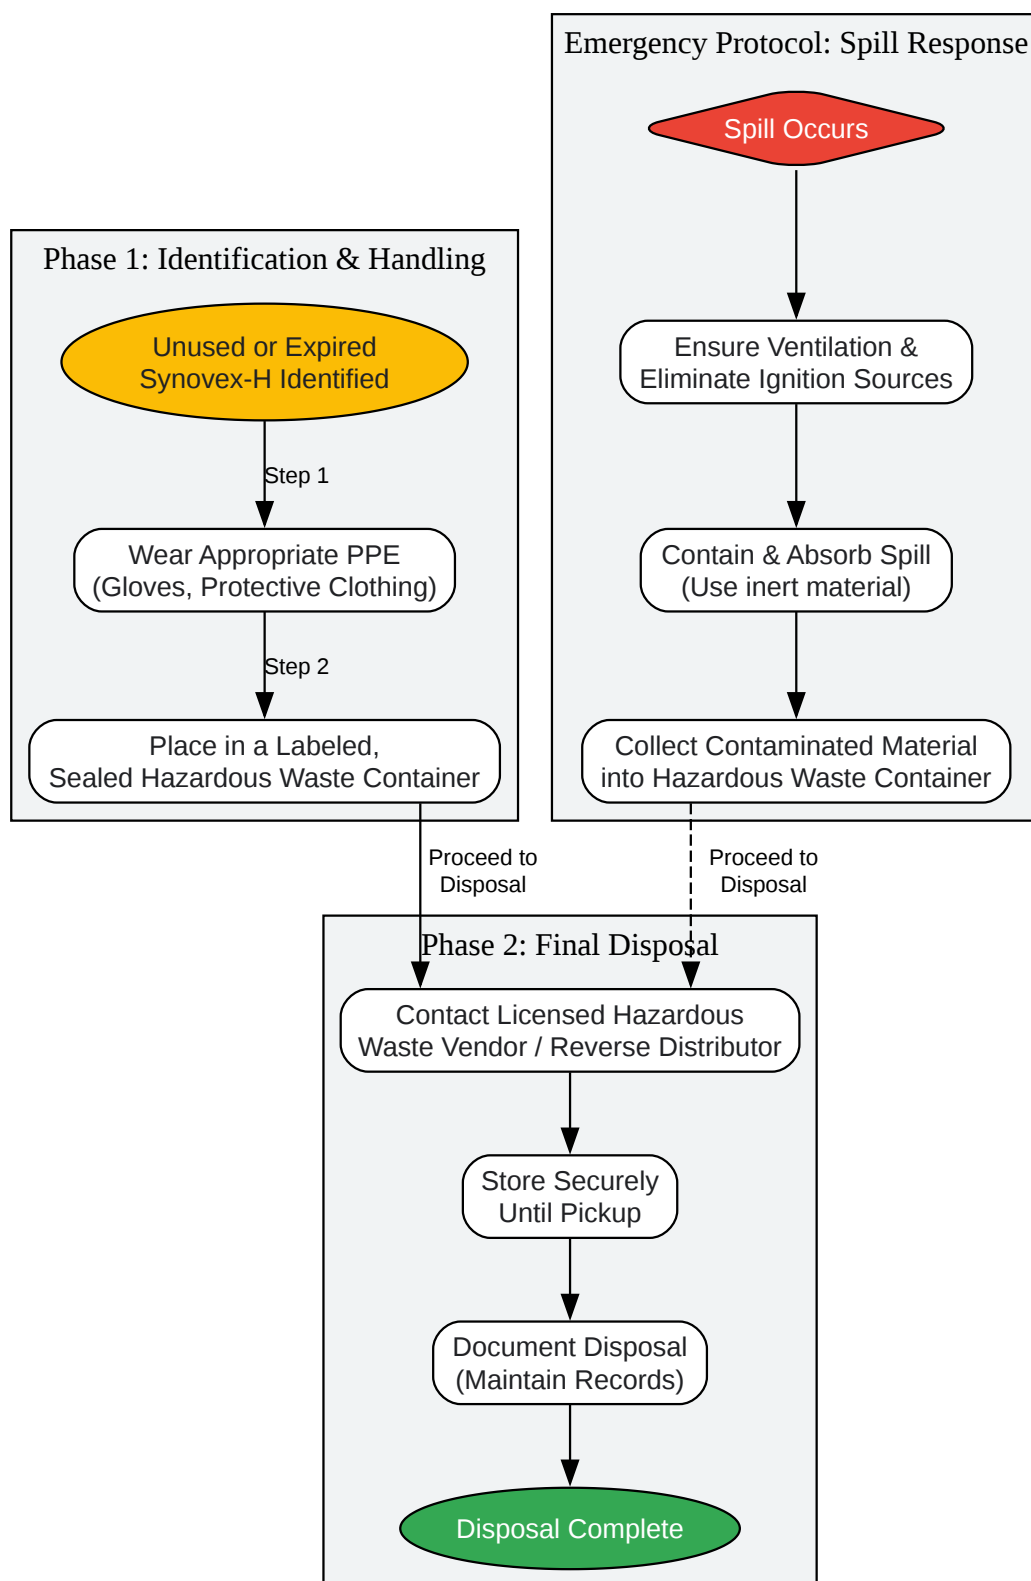 Emergency Protocol: Spill Response
Spill Occurs
Ensure Ventilation &
Eliminate Ignition Sources
Contain & Absorb Spill
(Use inert material)
Collect Contaminated Material
into Hazardous Waste Container
Proceed to
Disposal
Phase 1: Identification & Handling
Unused or Expired
Synovex-H Identified
Step 1
Wear Appropriate PPE
(Gloves, Protective Clothing)
Step 2
Place in a Labeled,
Sealed Hazardous Waste Container
Proceed to
Disposal
Phase 2: Final Disposal
Contact Licensed Hazardous
Waste Vendor / Reverse Distributor
Store Securely
Until Pickup
Document Disposal
(Maintain Records)
Disposal Complete